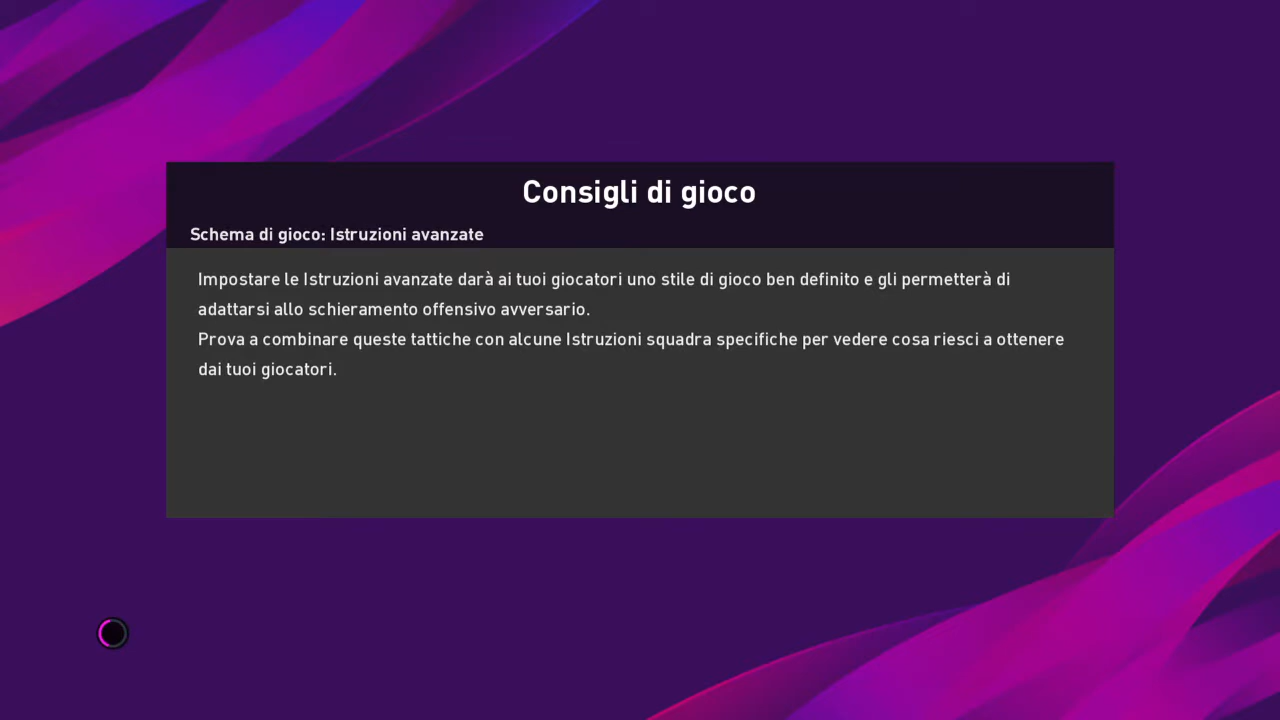 Consigli di gioco
Schema di gioco: Istruzioni avanzate
Impostare le Istruzioni avanzate darà ai tuoi giocatori uno stile di gioco ben definito e gli permetterà di
adattarsi allo schieramento offensivo avversario.
Prova a combinare queste tattiche con alcune Istruzioni squadra specifiche per vedere cosa riesci a ottenere
dai tuoi giocatori.